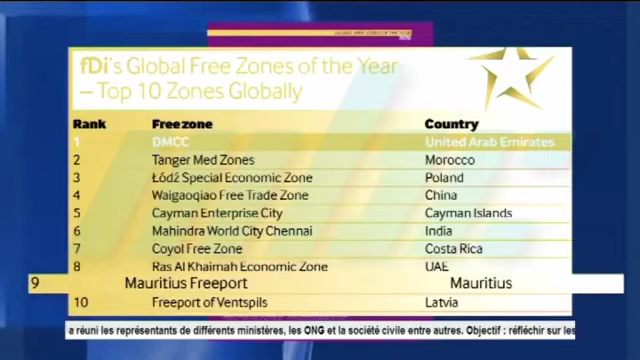 fDi's Global Free Zones of the Year
– Top 10 Zones Globally
Rank Freezone Country
1 DMCC United Arab Emirates
2 Tanger Med Zones Morocco
3 Łódź Special Economic Zone Poland
4 Waigaoqiao Free Trade Zone China
5 Cayman Enterprise City Cayman Islands
6 Mahindra World City Chennai India
7 Coyol Free Zone Costa Rica
8 Ras Al Khaimah Economic Zone UAE
9 Mauritius Freeport Mauritius
10 Freeport of Ventspils Latvia
a réuni les représentants de différents ministères, les ONG et la société civile entre autres. Objectif : réflechir sur les